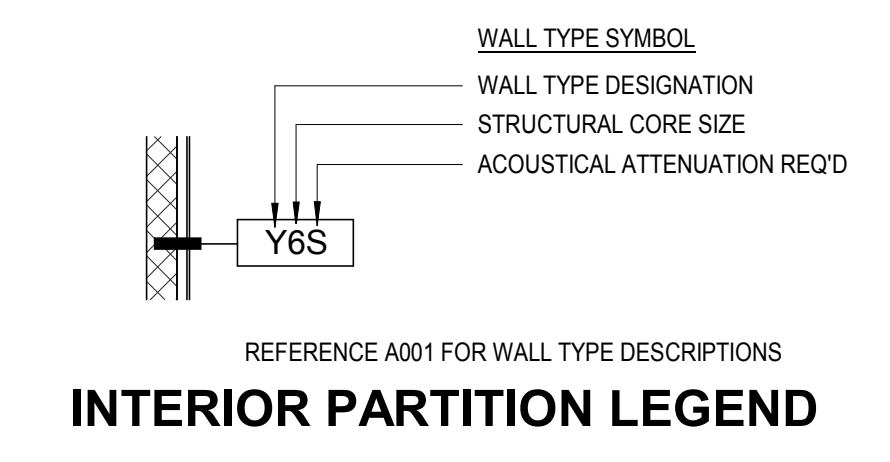 WALL TYPE SYMBOL
WALL TYPE DESIGNATION
STRUCTURAL CORE SIZE
ACOUSTICAL ATTENUATION REQ'D
Y6S
REFERENCE A001 FOR WALL TYPE DESCRIPTIONS
INTERIOR PARTITION LEGEND